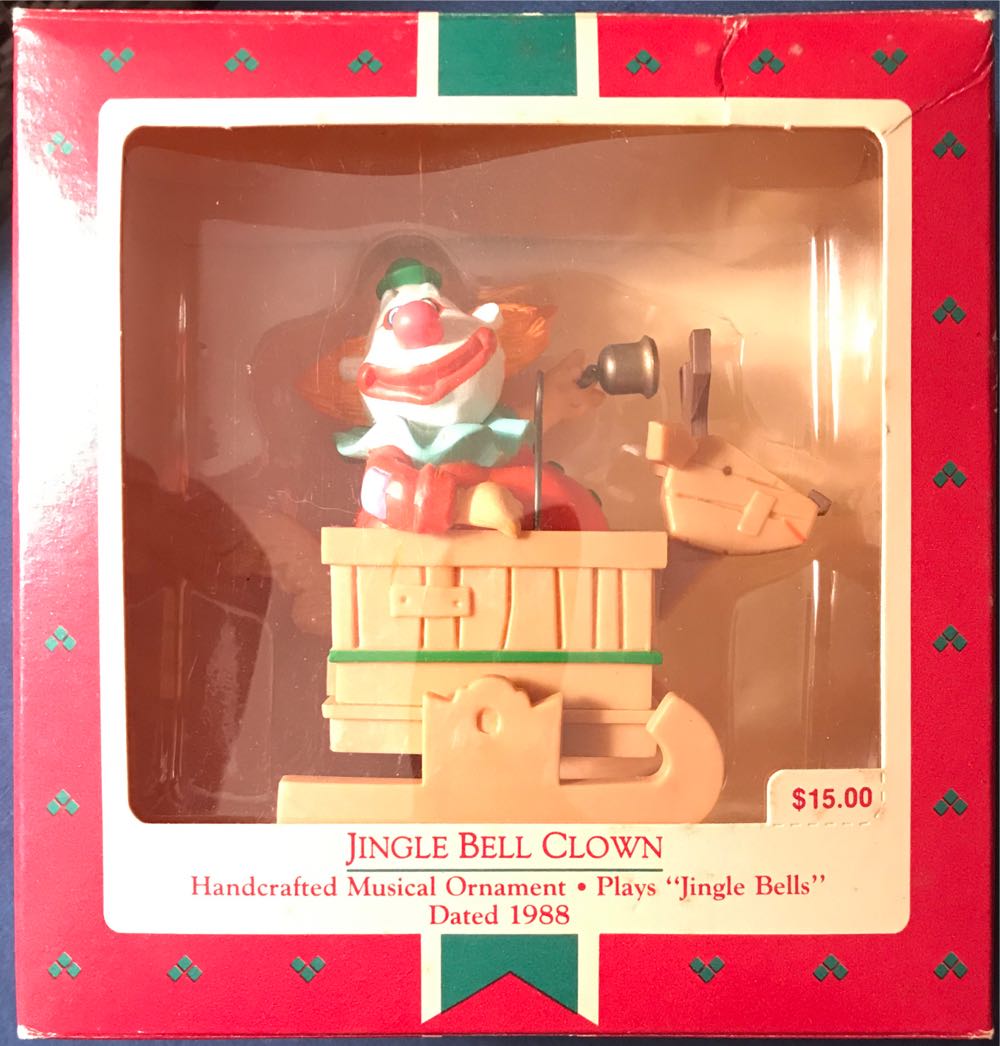 $15.00
JINGLE BELL CLOWN
Handcrafted Musical Ornament • Plays “Jingle Bells”
Dated 1988